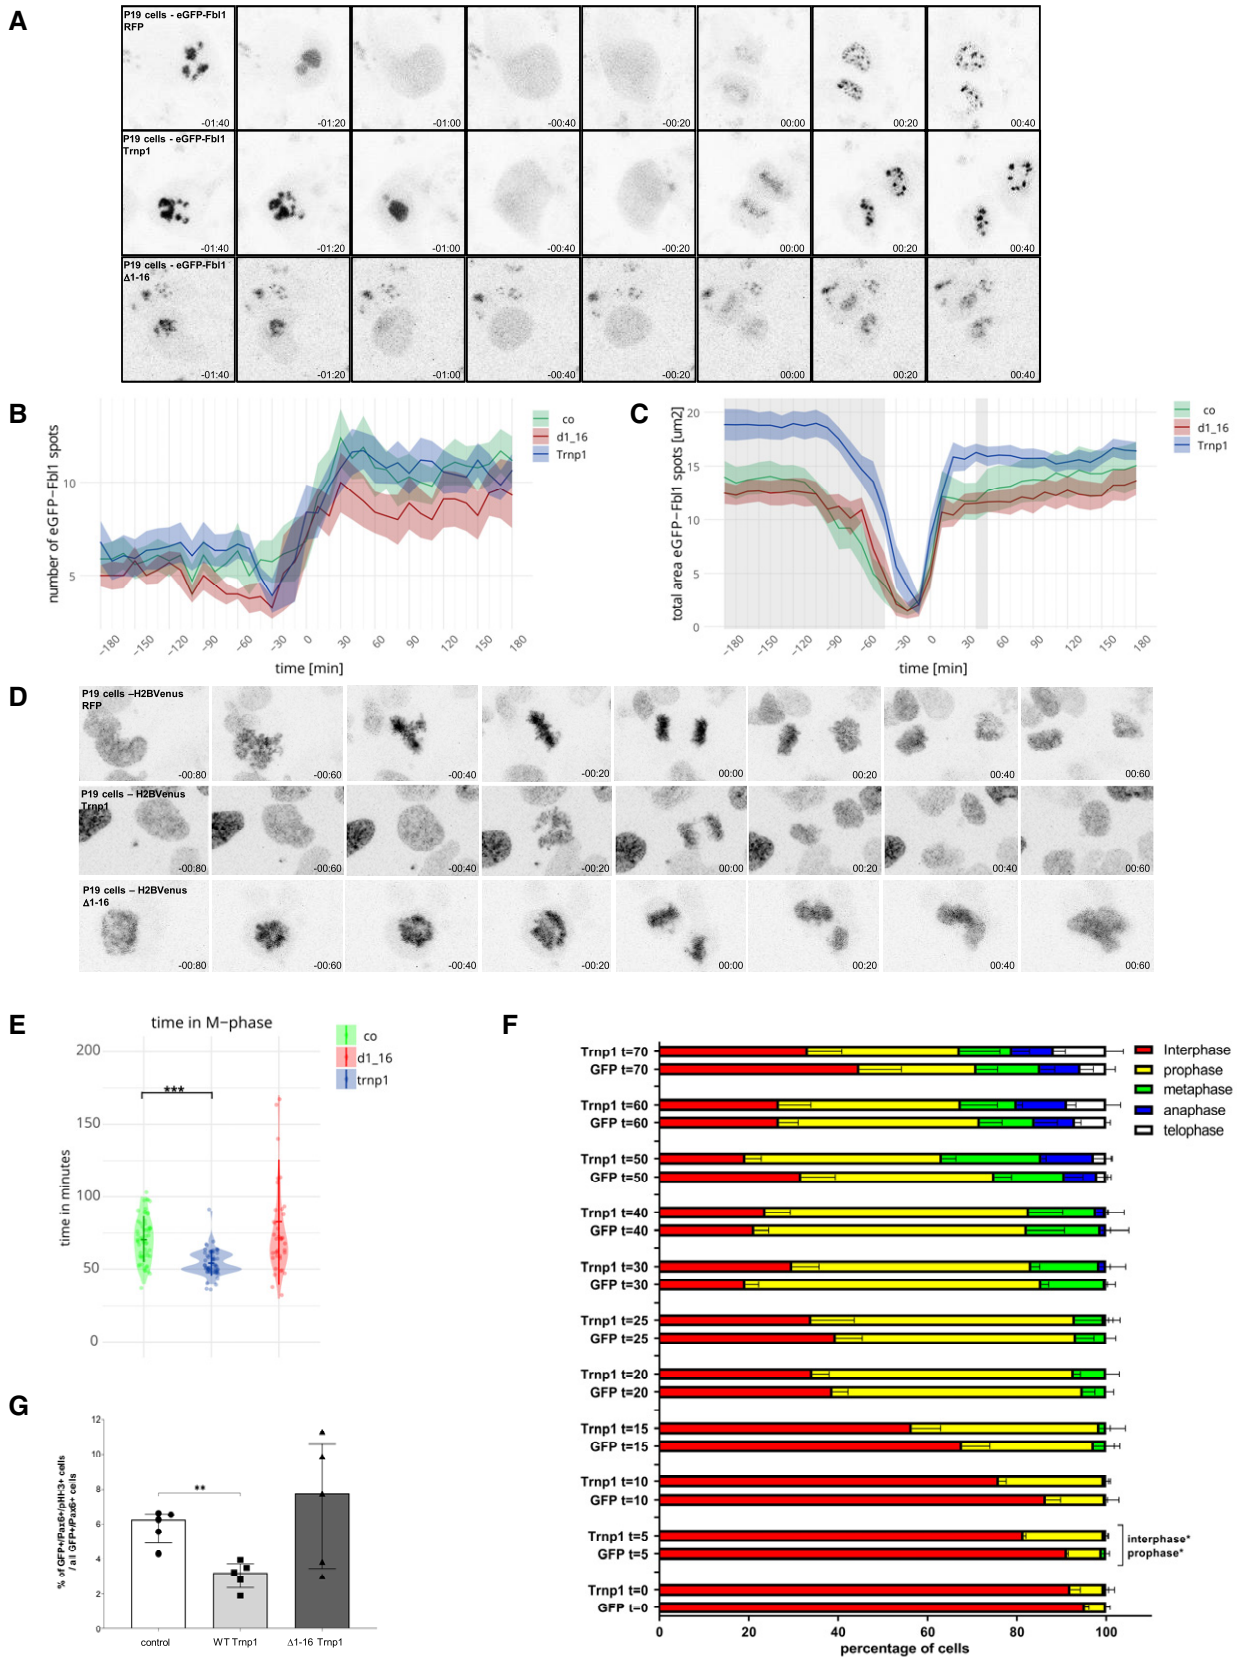 A
P19 cells - eGFP-Fbl1
RFP
-01:40
-01:20
-01:00
-00:40
-00:20
00:00
00:20
00:40
P19 cells - eGFP-Fbl1
Trnp1
-01:40
-01:20
-01:00
-00:40
-00:20
00:00
00:20
00:40
P19 cells - eGFP-Fbl1
Δ1-16
-01:40
-01:20
-01:00
-00:40
-00:20
00:00
00:20
00:40
B
number of eGFP−Fbl1 spots
10
5
−180
−150
−120
−90
−60
−30
0
30
60
90
120
150
180
time [min]
co
d1_16
Trnp1
C
total area eGFP−Fbl1 spots [um2]
20
15
10
5
0
−180
−150
−120
−90
−60
−30
0
30
60
90
120
150
180
time [min]
co
d1_16
Trnp1
D
P19 cells –H2BVenus
RFP
-00:80
-00:60
-00:40
-00:20
00:00
00:20
00:40
00:60
P19 cells – H2BVenus
Trnp1
-00:80
-00:60
-00:40
-00:20
00:00
00:20
00:40
00:60
P19 cells – H2BVenus
Δ1-16
-00:80
-00:60
-00:40
-00:20
00:00
00:20
00:40
00:60
E
time in M−phase
time in minutes
200
150
100
50
0
***
co
d1_16
trnp1
F
Trnp1 t=70
GFP t=70
Trnp1 t=60
GFP t=60
Trnp1 t=50
GFP t=50
Trnp1 t=40
GFP t=40
Trnp1 t=30
GFP t=30
Trnp1 t=25
GFP t=25
Trnp1 t=20
GFP t=20
Trnp1 t=15
GFP t=15
Trnp1 t=10
GFP t=10
Trnp1 t=5
GFP t=5
Trnp1 t=0
GFP t=0
interphase*
prophase*
0
20
40
60
80
100
percentage of cells
Interphase
prophase
metaphase
anaphase
telophase
G
% of GFP+/Pax6+/pHH3+ cells
/ all GFP+/Pax6+ cells
12
10
8
6
4
2
0
**
control
WT Trnp1
Δ1-16 Trnp1